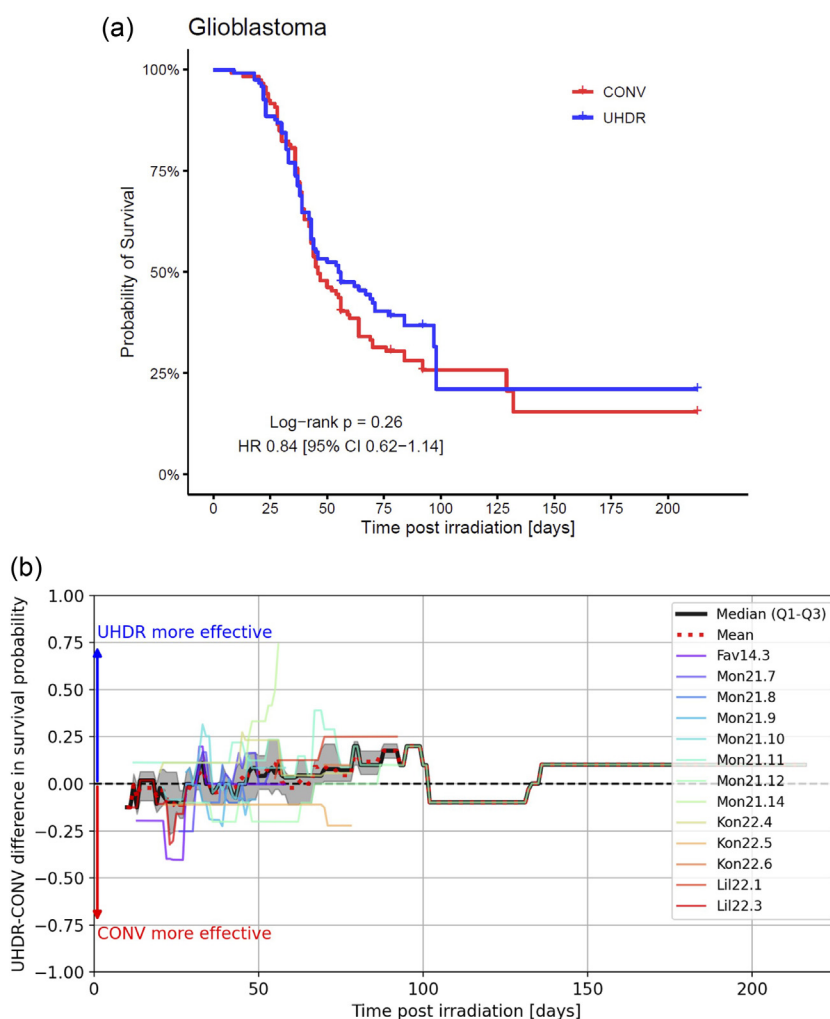 (a)
Glioblastoma
100%
75%
50%
25%
0%
Probability of Survival
CONV
UHDR
Log-rank p = 0.26
HR 0.84 [95% CI 0.62-1.14]
0 25 50 75 100 125 150 175 200
Time post irradiation [days]
(b)
1.00
0.75
0.50
0.25
0.00
−0.25
−0.50
−0.75
−1.00
UHDR-CONV difference in survival probability
UHDR more effective
CONV more effective
Median (Q1-Q3)
Mean
Fav14.3
Mon21.7
Mon21.8
Mon21.9
Mon21.10
Mon21.11
Mon21.12
Mon21.14
Kon22.4
Kon22.5
Kon22.6
Lil22.1
Lil22.3
0 50 100 150 200
Time post irradiation [days]